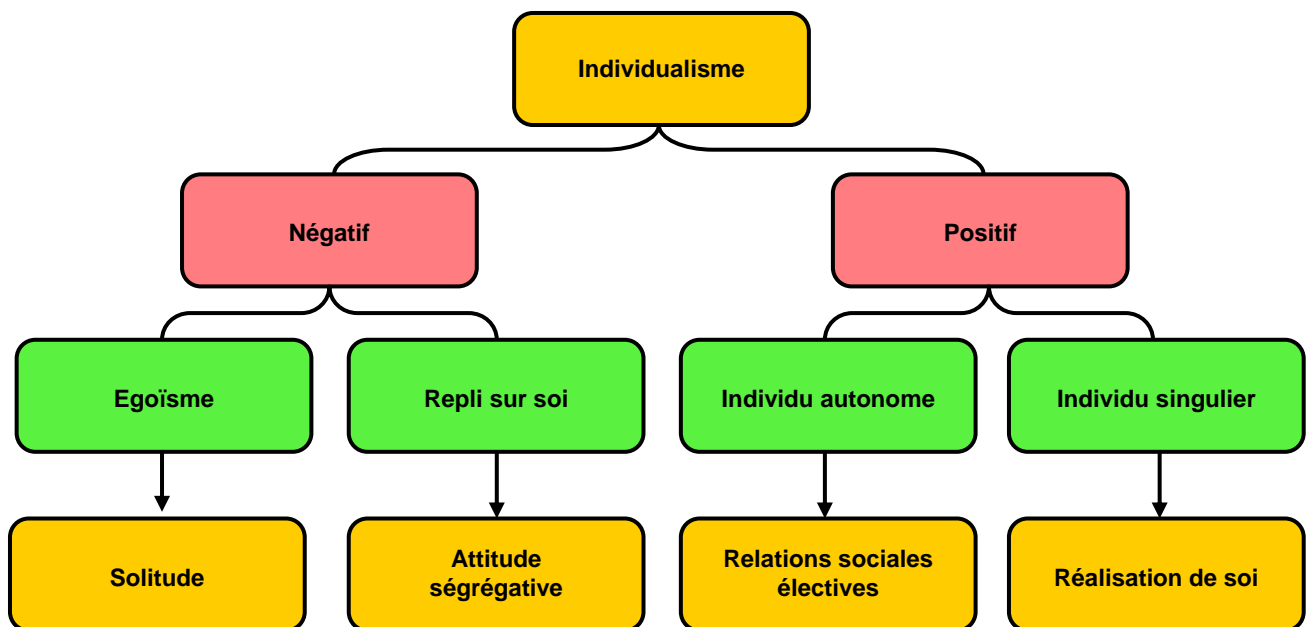 Individualisme
Négatif
Positif
Egoïsme
Repli sur soi
Individu autonome
Individu singulier
Solitude
Attitude
ségrégative
Relations sociales
électives
Réalisation de soi